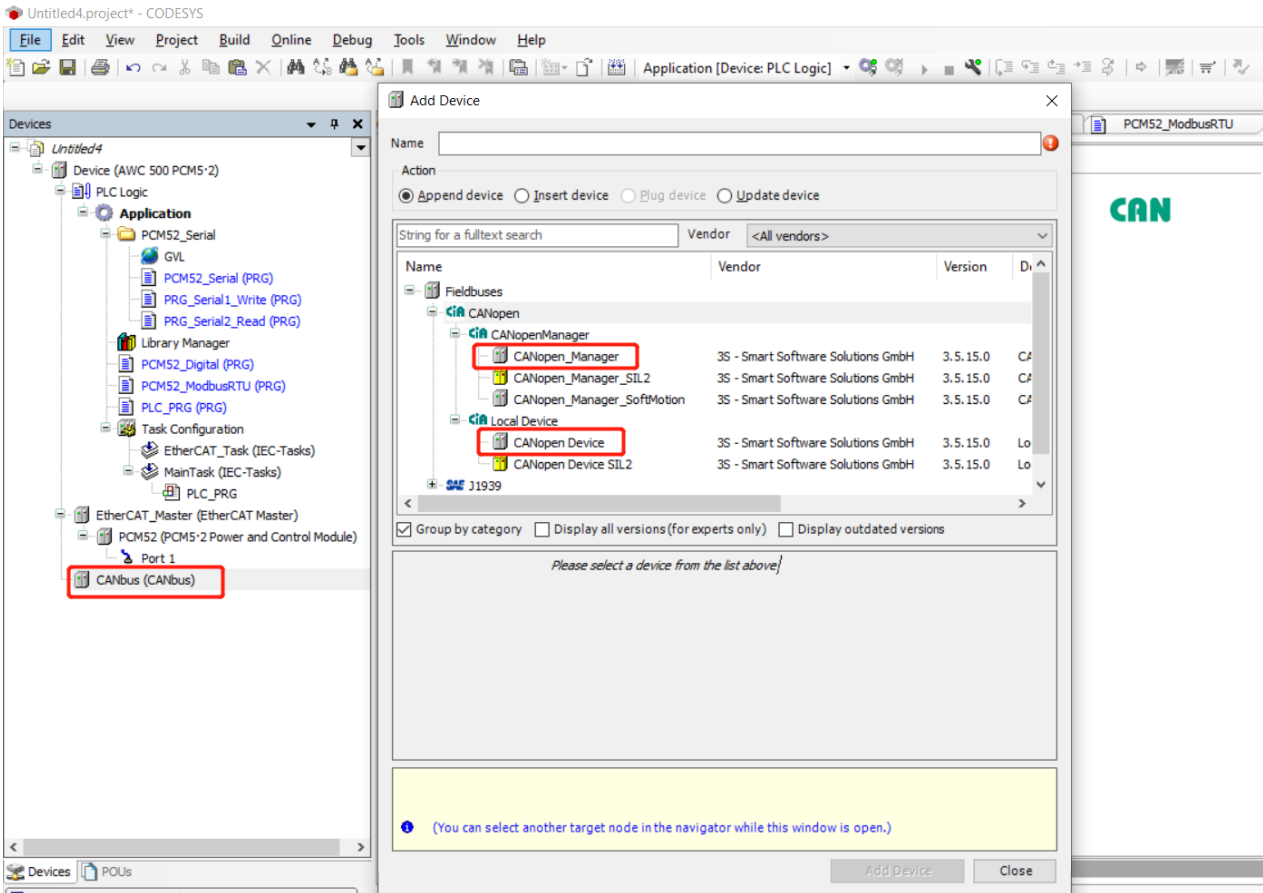 Untitled4.project* - CODESYS
File Edit View Project Build Online Debug Tools Window Help
Application [Device: PLC Logic]
Devices
Untitled4
Device (AWC 500 PCM5·2)
PLC Logic
Application
PCM52_Serial
GVL
PCM52_Serial (PRG)
PRG_Serial1_Write (PRG)
PRG_Serial2_Read (PRG)
Library Manager
PCM52_Digital (PRG)
PCM52_ModbusRTU (PRG)
PLC_PRG (PRG)
Task Configuration
EtherCAT_Task (IEC-Tasks)
MainTask (IEC-Tasks)
PLC_PRG
EtherCAT_Master (EtherCAT Master)
PCM52 (PCM5·2 Power and Control Module)
Port 1
CANbus (CANbus)
Devices POUs
Add Device
Name
Action
Append device Insert device Plug device Update device
String for a fulltext search Vendor <All vendors>
Name Vendor Version
Fieldbuses
CiA CANopen
CiA CANopenManager
CANopen_Manager 3S - Smart Software Solutions GmbH 3.5.15.0 CA
CANopen_Manager_SIL2 3S - Smart Software Solutions GmbH 3.5.15.0 CA
CANopen_Manager_SoftMotion 3S - Smart Software Solutions GmbH 3.5.15.0 CA
CiA Local Device
CANopen Device 3S - Smart Software Solutions GmbH 3.5.15.0 Lo
CANopen Device SIL2 3S - Smart Software Solutions GmbH 3.5.15.0 Lo
SAE J1939
Group by category Display all versions (for experts only) Display outdated versions
Please select a device from the list above
(You can select another target node in the navigator while this window is open.)
Add Device Close
PCM52_ModbusRTU
CAN